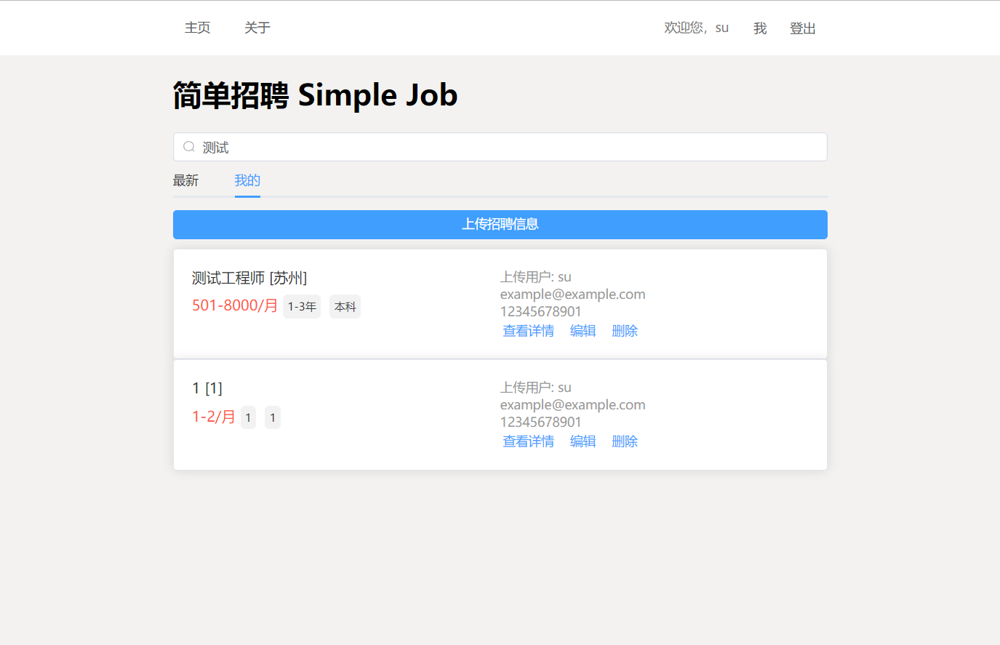 主页 关于 欢迎您，su 我 登出
简单招聘 Simple Job
测试
最新 我的
上传招聘信息
测试工程师 [苏州]
501-8000/月 1-3年 本科
上传用户: su
example@example.com
12345678901
查看详情 编辑 删除
1 [1]
1-2/月 1 1
上传用户: su
example@example.com
12345678901
查看详情 编辑 删除